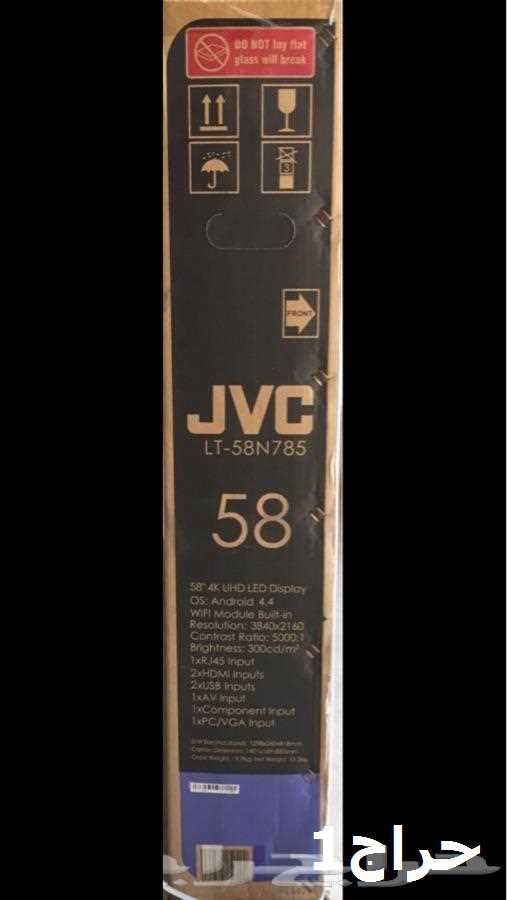 DO NOT lay flat
glass will break
3
FRONT
JVC
LT-58N785
58
58" 4K UHD LED Display
OS: Android 4.4
WIFI Module Built-in
Resolution: 3840x2160
Contrast Ratio: 5000:1
Brightness: 300cd/m²
1xRJ45 Input
2xHDMI Inputs
2xUSB Inputs
1xAV Input
1xComponent Input
1xPC/VGA Input
حراج1